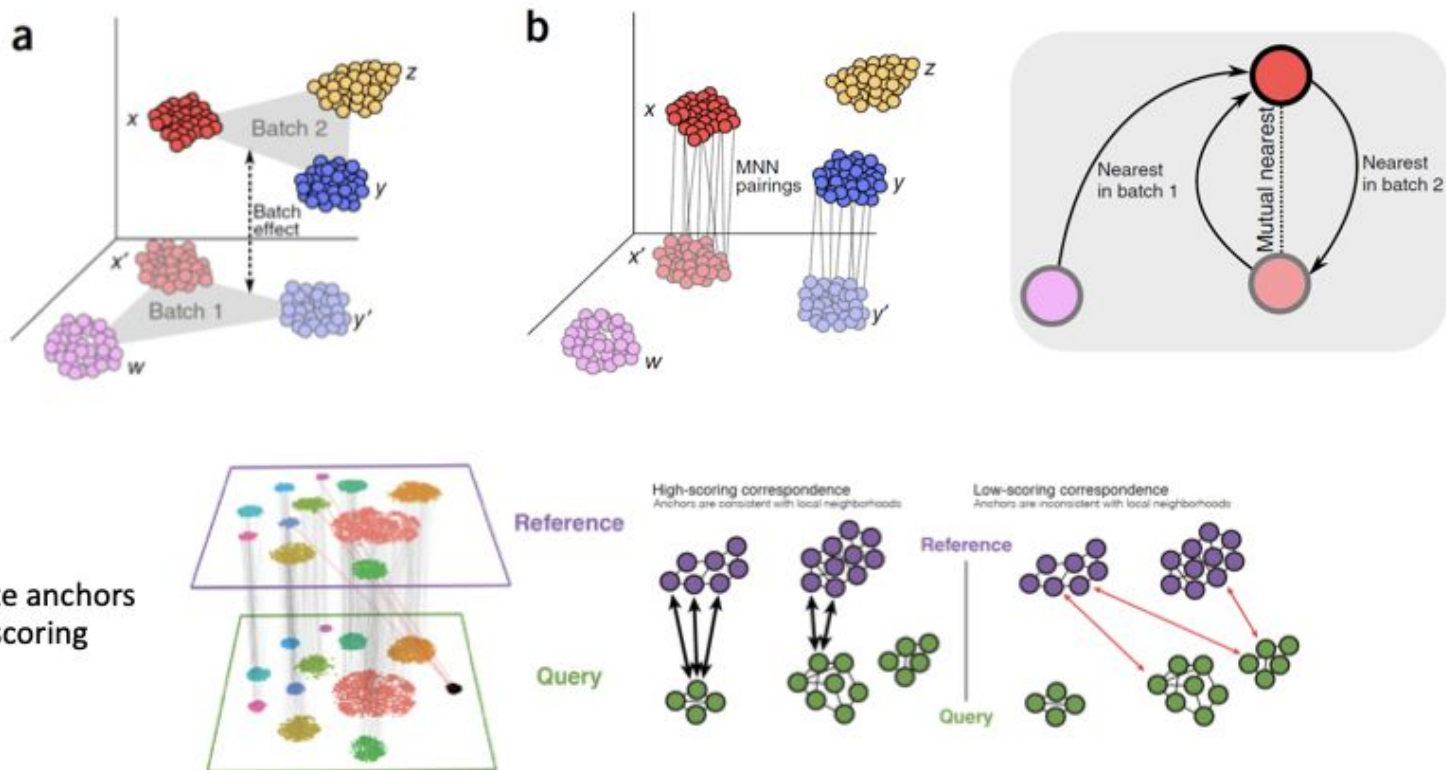 a
x
z
Batch 2
y
Batch
effect
x'
Batch 1
y'
w
b
x
z
MNN
pairings
y
x'
y'
w
Nearest
in batch 1
Mutual nearest
Nearest
in batch 2
anchors
scoring
Reference
Query
High-scoring correspondence
Anchors are consistent with local neighborhoods
Low-scoring correspondence
Anchors are inconsistent with local neighborhoods
Reference
Query